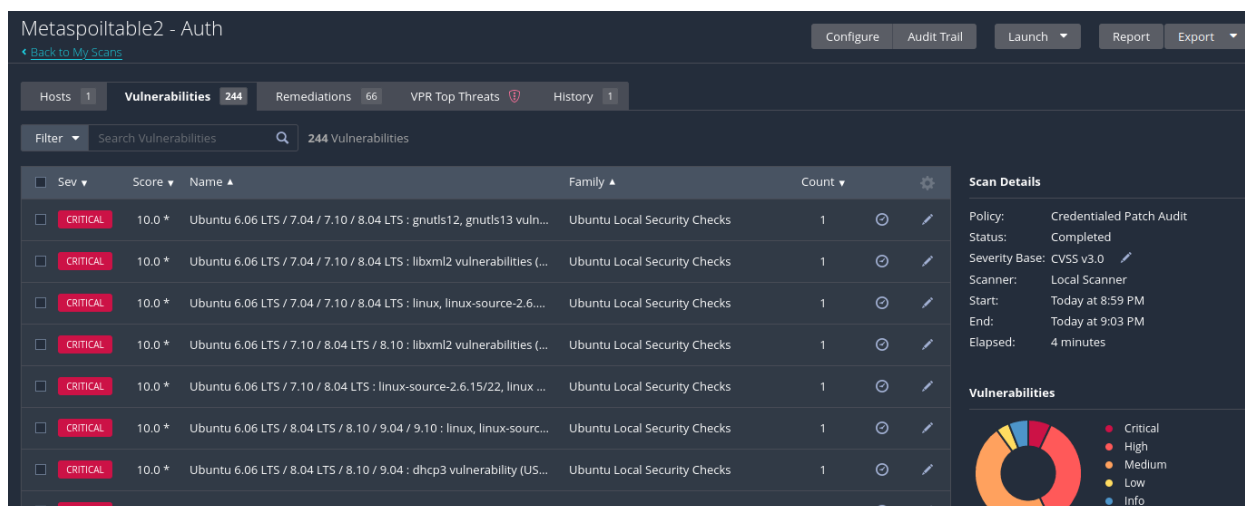 Metaspoiltable2 - Auth
Back to My Scans
Configure Audit Trail Launch Report Export
Hosts 1 Vulnerabilities 244 Remediations 66 VPR Top Threats History 1
Filter Search Vulnerabilities 244 Vulnerabilities
Sev Score Name Family Count
CRITICAL 10.0 * Ubuntu 6.06 LTS / 7.04 / 7.10 / 8.04 LTS : gnutls12, gnutls13 vuln... Ubuntu Local Security Checks 1
CRITICAL 10.0 * Ubuntu 6.06 LTS / 7.04 / 7.10 / 8.04 LTS : libxml2 vulnerabilities (... Ubuntu Local Security Checks 1
CRITICAL 10.0 * Ubuntu 6.06 LTS / 7.04 / 7.10 / 8.04 LTS : linux, linux-source-2.6.... Ubuntu Local Security Checks 1
CRITICAL 10.0 * Ubuntu 6.06 LTS / 7.10 / 8.04 LTS / 8.10 : libxml2 vulnerabilities (... Ubuntu Local Security Checks 1
CRITICAL 10.0 * Ubuntu 6.06 LTS / 7.10 / 8.04 LTS : linux-source-2.6.15/22, linux ... Ubuntu Local Security Checks 1
CRITICAL 10.0 * Ubuntu 6.06 LTS / 8.04 LTS / 8.10 / 9.04 / 9.10 : linux, linux-sourc... Ubuntu Local Security Checks 1
CRITICAL 10.0 * Ubuntu 6.06 LTS / 8.04 LTS / 8.10 / 9.04 : dhcp3 vulnerability (US... Ubuntu Local Security Checks 1
Scan Details
Policy: Credentialed Patch Audit
Status: Completed
Severity Base: CVSS v3.0
Scanner: Local Scanner
Start: Today at 8:59 PM
End: Today at 9:03 PM
Elapsed: 4 minutes
Vulnerabilities
Critical
High
Medium
Low
Info